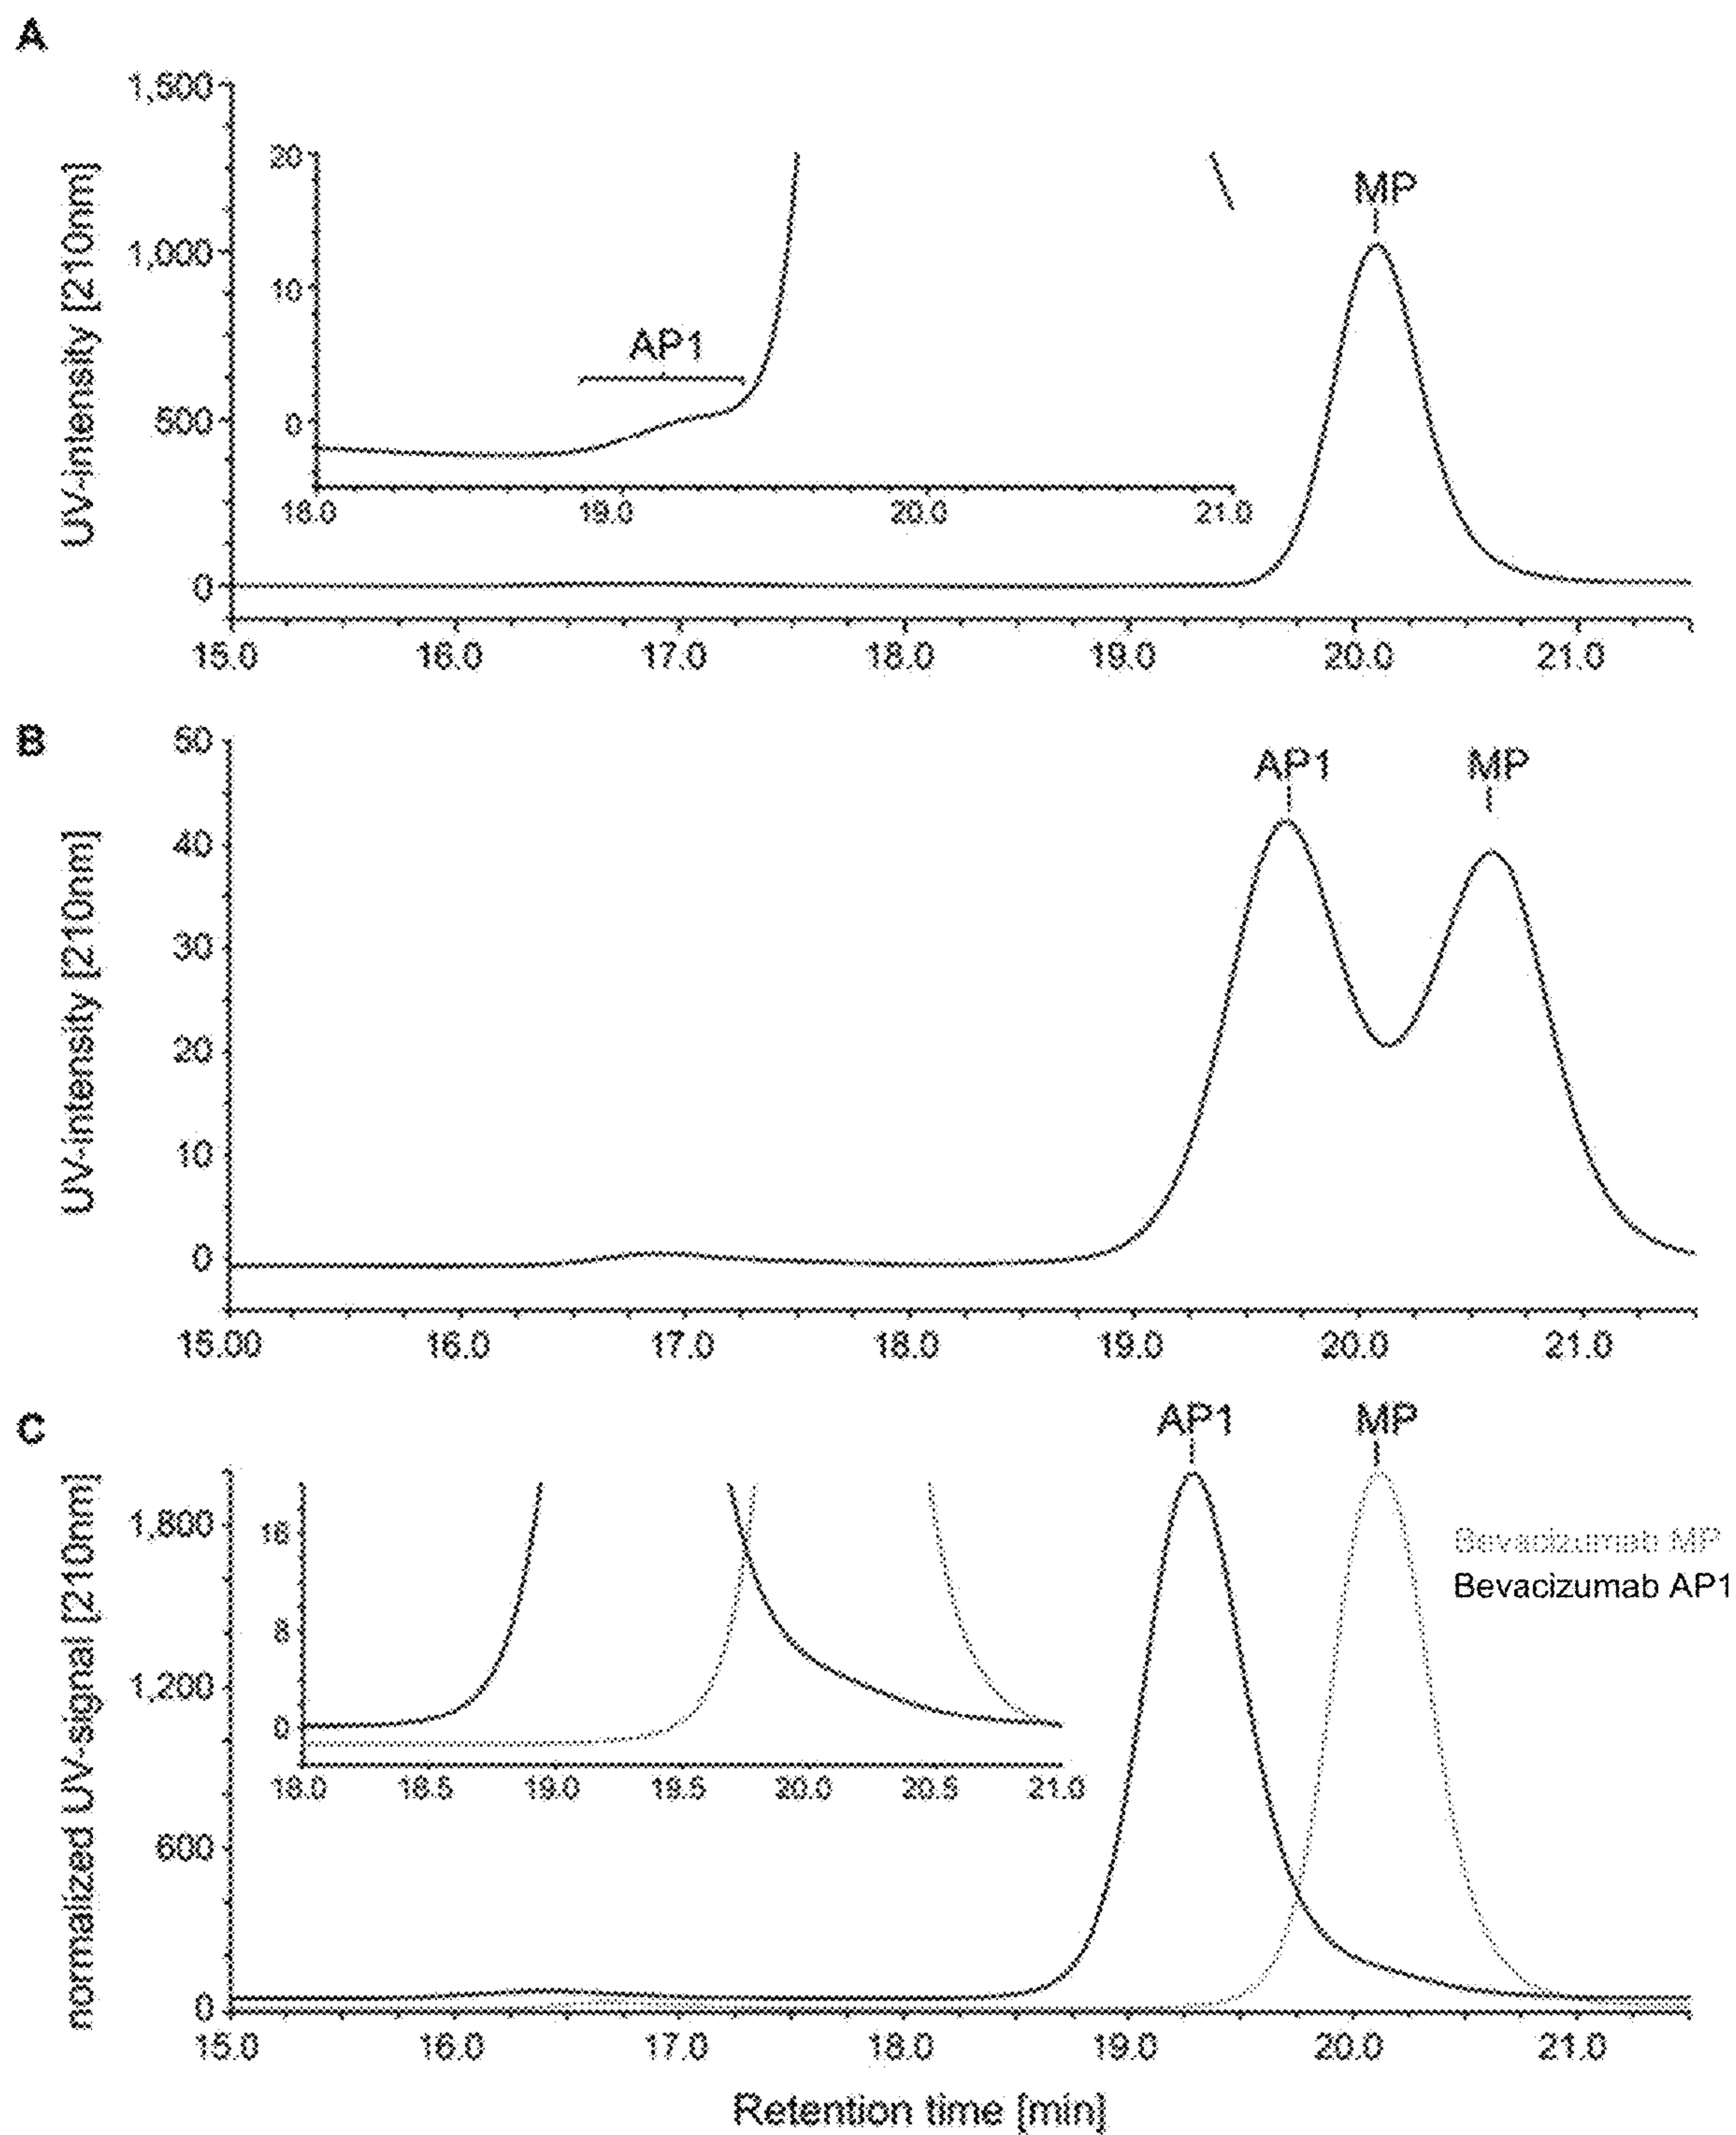 A
1,500
1,000
500
0
UV-intensity [210nm]
20
10
0
AP1
18.0 19.0 20.0 21.0
MP
15.0 16.0 17.0 18.0 19.0 20.0 21.0
B
50
40
30
20
10
0
UV-intensity [210nm]
AP1 MP
15.00 16.0 17.0 18.0 19.0 20.0 21.0
C
AP1 MP
1,800
1,200
600
0
normalized UV-signal [210nm]
16
8
0
18.0 18.5 19.0 19.5 20.0 20.5 21.0
Bevacizumab MP
Bevacizumab AP1
15.0 16.0 17.0 18.0 19.0 20.0 21.0
Retention time [min]